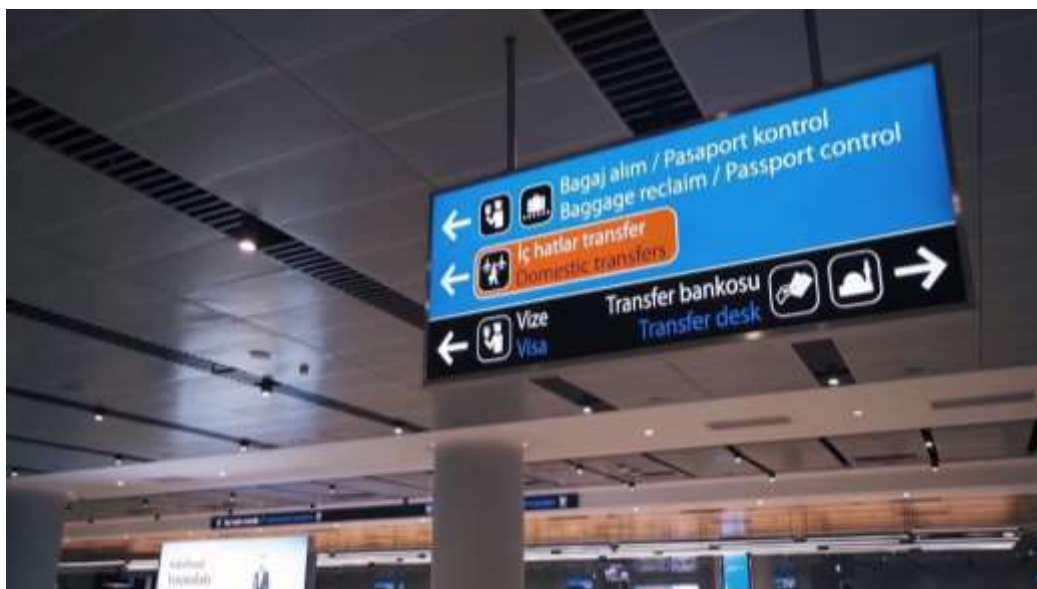 Bagaj alım / Pasaport kontrol
Baggage reclaim / Passport control
İç hatlar transfer
Domestic transfers
Vize
Visa
Transfer bankosu
Transfer desk